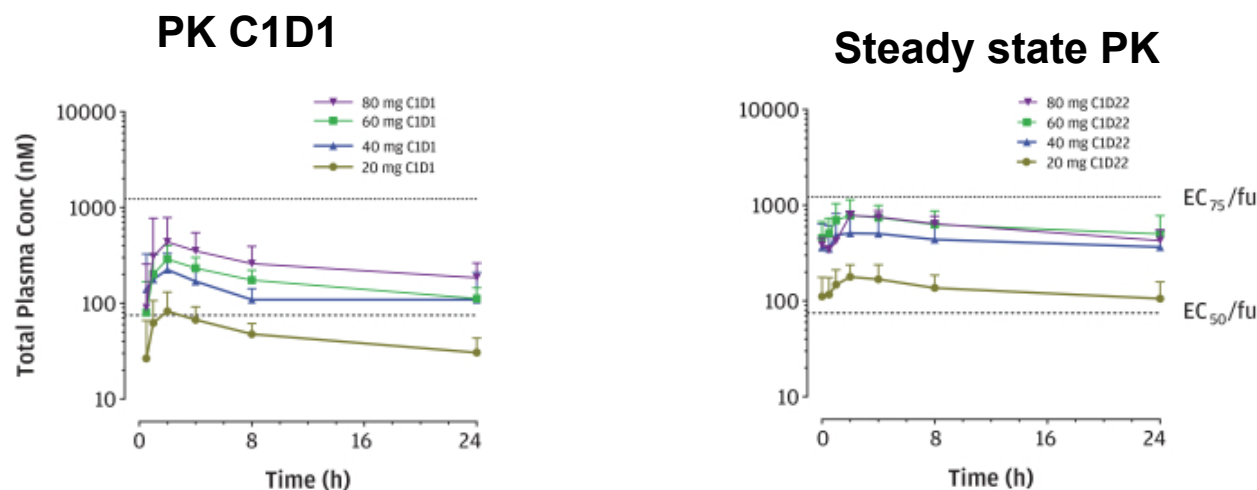 PK C1D1
80 mg C1D1
60 mg C1D1
40 mg C1D1
20 mg C1D1
10000
1000
100
10
Total Plasma Conc (nM)
0 8 16 24
Time (h)
Steady state PK
80 mg C1D22
60 mg C1D22
40 mg C1D22
20 mg C1D22
10000
1000
100
10
EC75/fu
EC50/fu
0 8 16 24
Time (h)